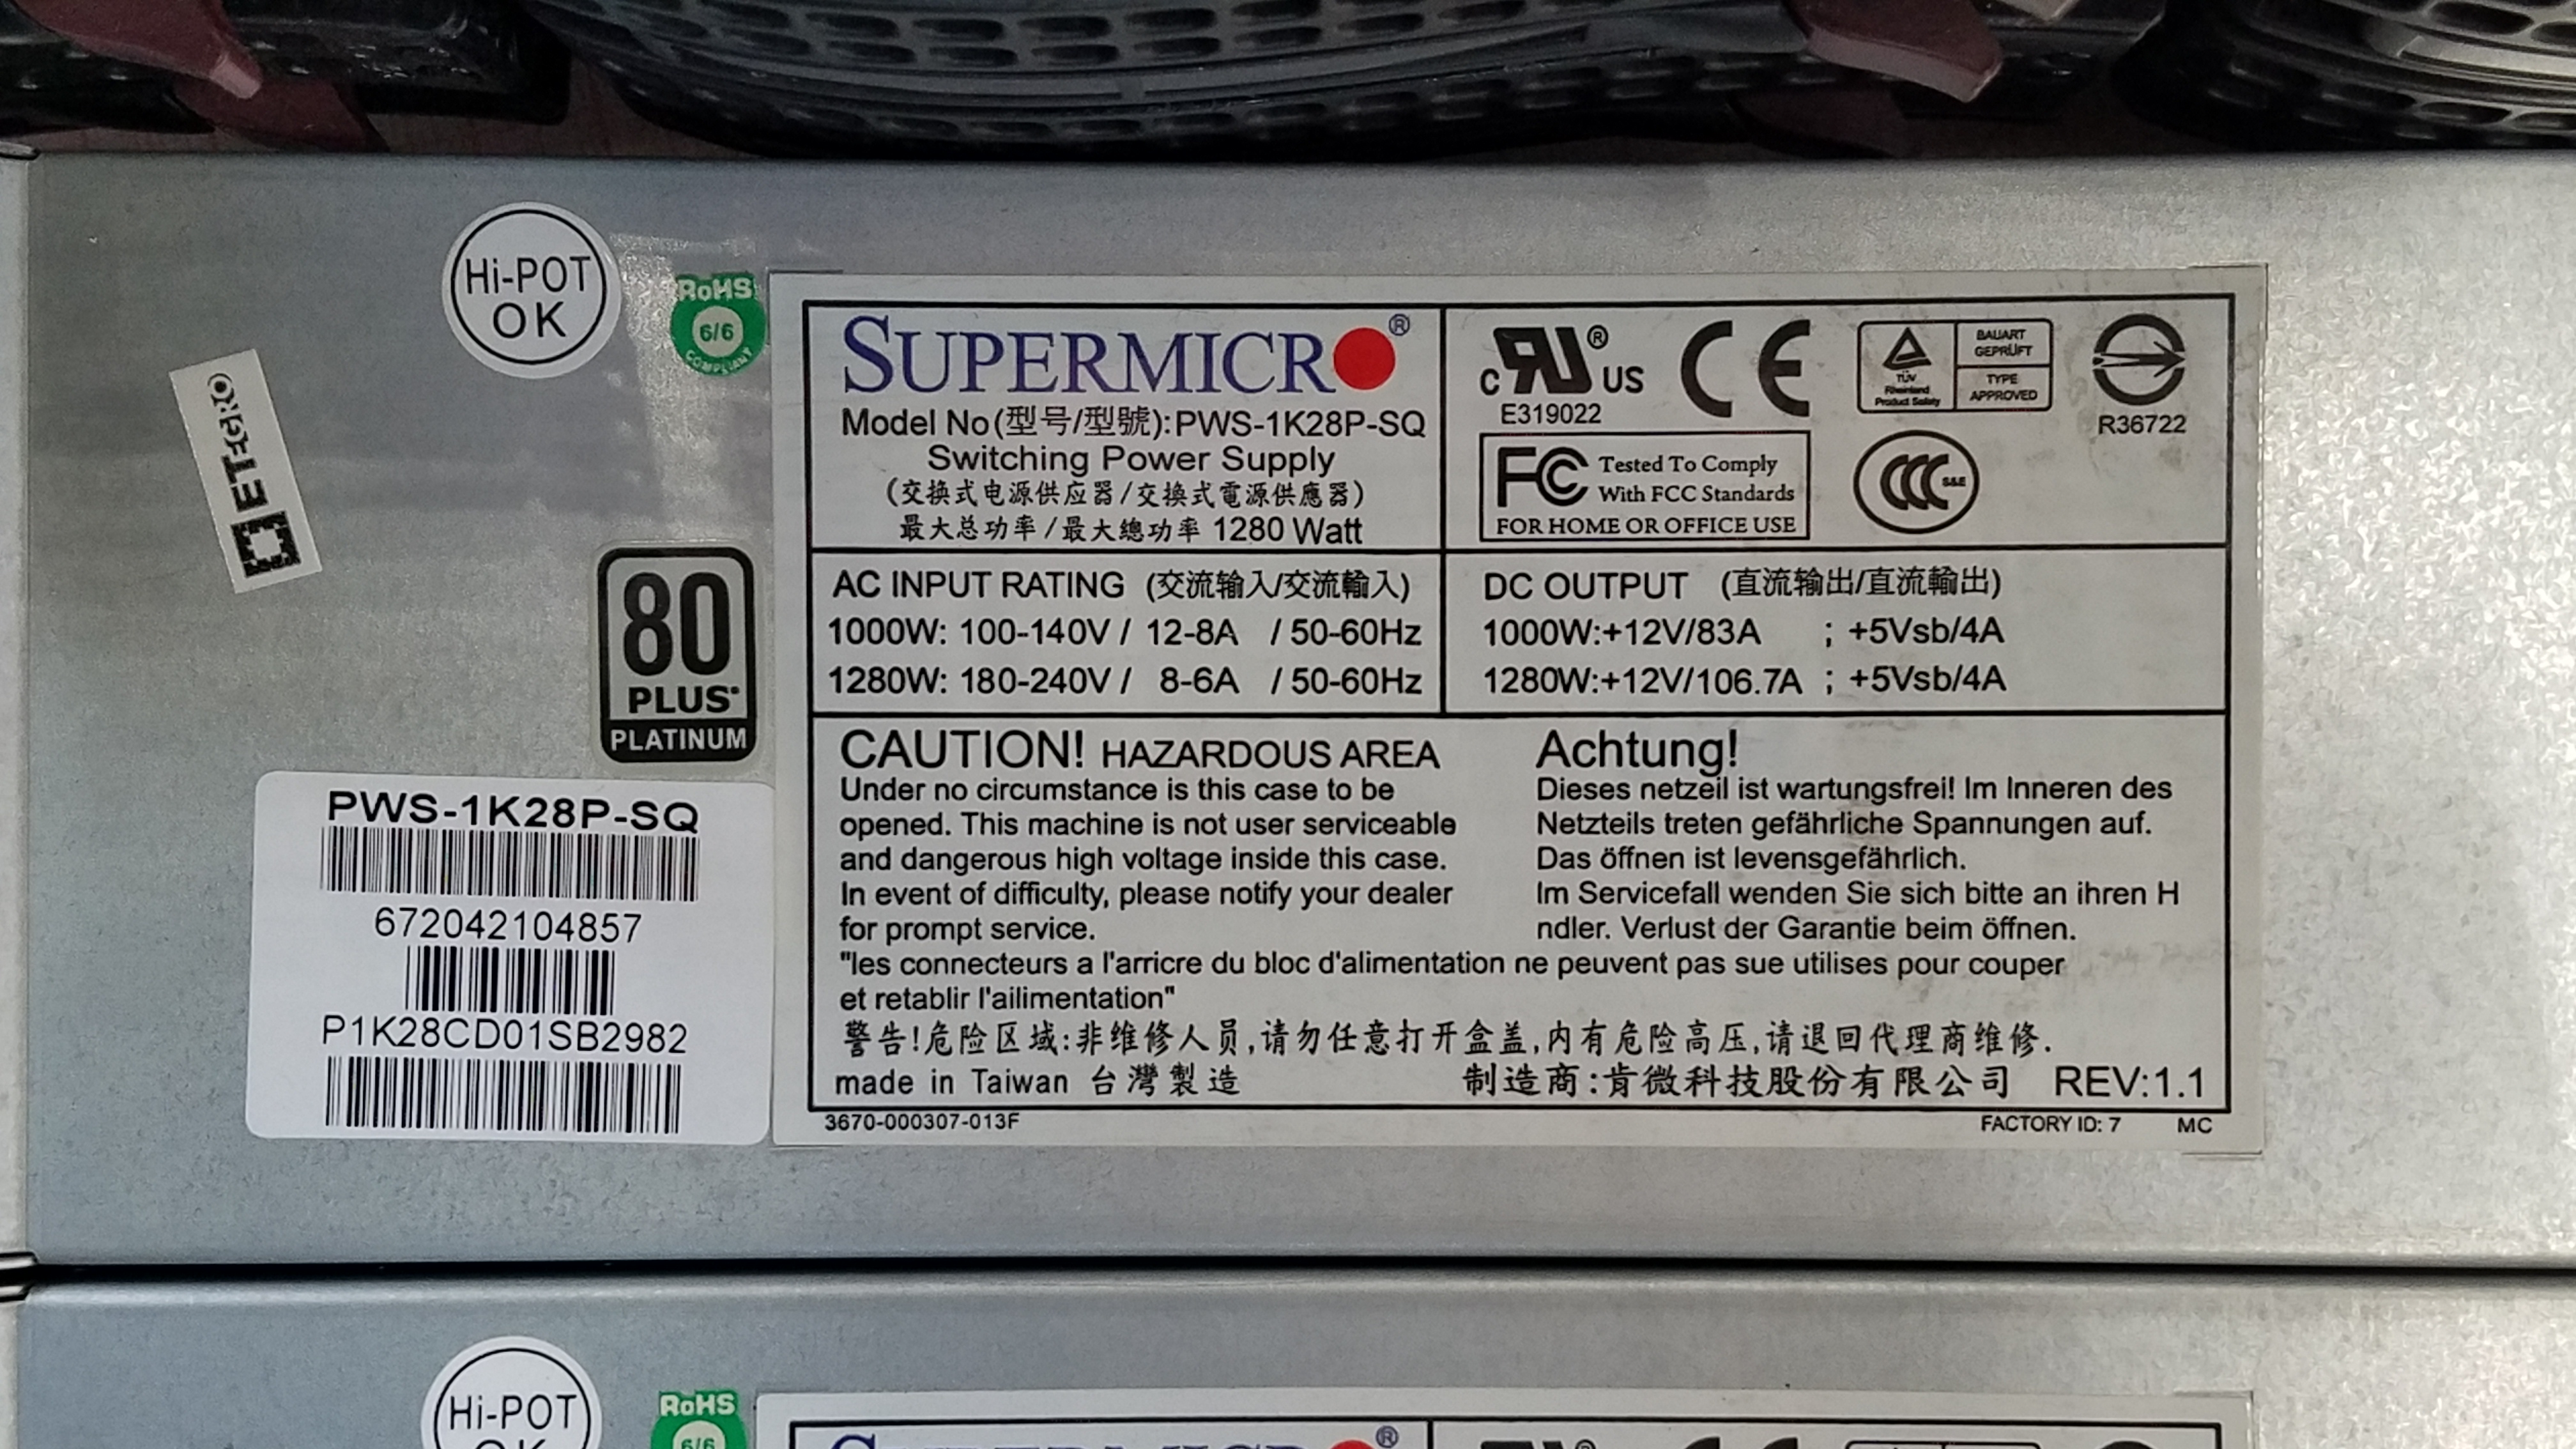 Hi-POT
OK
RoHS
6/6
COMPLIANT
ETegro
80
PLUS
PLATINUM
PWS-1K28P-SQ
672042104857
P1K28CD01SB2982
SUPERMICRO®
Model No(型号/型號):PWS-1K28P-SQ
Switching Power Supply
(交换式电源供应器/交換式電源供應器)
最大总功率/最大總功率 1280 Watt
c RU® US
E319022
CE
TÜV
Rheinland
Product Safety
BAUART
GEPRÜFT
TYPE
APPROVED
R36722
FC Tested To Comply
With FCC Standards
FOR HOME OR OFFICE USE
CCC S&E
AC INPUT RATING (交流输入/交流輸入)
1000W: 100-140V / 12-8A / 50-60Hz
1280W: 180-240V / 8-6A / 50-60Hz
DC OUTPUT (直流输出/直流輸出)
1000W:+12V/83A ; +5Vsb/4A
1280W:+12V/106.7A ; +5Vsb/4A
CAUTION! HAZARDOUS AREA
Under no circumstance is this case to be
opened. This machine is not user serviceable
and dangerous high voltage inside this case.
In event of difficulty, please notify your dealer
for prompt service.
Achtung!
Dieses netzeil ist wartungsfrei! Im Inneren des
Netzteils treten gefährliche Spannungen auf.
Das öffnen ist levensgefährlich.
Im Servicefall wenden Sie sich bitte an ihren H
ndler. Verlust der Garantie beim öffnen.
"les connecteurs a l'arricre du bloc d'alimentation ne peuvent pas sue utilises pour couper
et retablir l'ailimentation"
警告!危险区域:非维修人员,请勿任意打开盒盖,内有危险高压,请退回代理商维修.
made in Taiwan 台灣製造
制造商:肯微科技股份有限公司 REV:1.1
3670-000307-013F
FACTORY ID: 7 MC
Hi-POT
OK
RoHS
6/6
SUPERMICRO®